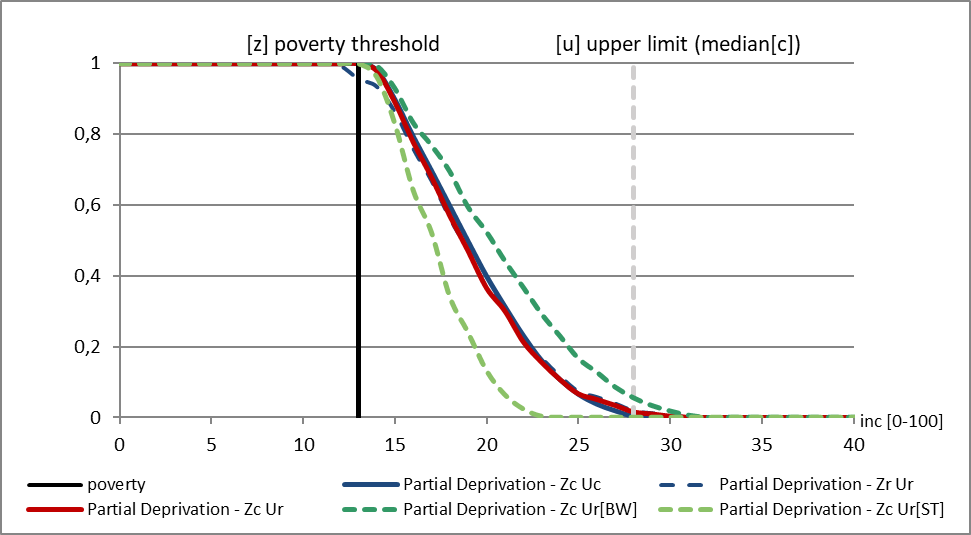 [z] poverty threshold
[u] upper limit (median[c])
1
0,8
0,6
0,4
0,2
0
0 5 10 15 20 25 30 35 40
inc [0-100]
poverty
Partial Deprivation - Zc Uc
Partial Deprivation - Zr Ur
Partial Deprivation - Zc Ur
Partial Deprivation - Zc Ur[BW]
Partial Deprivation - Zc Ur[ST]